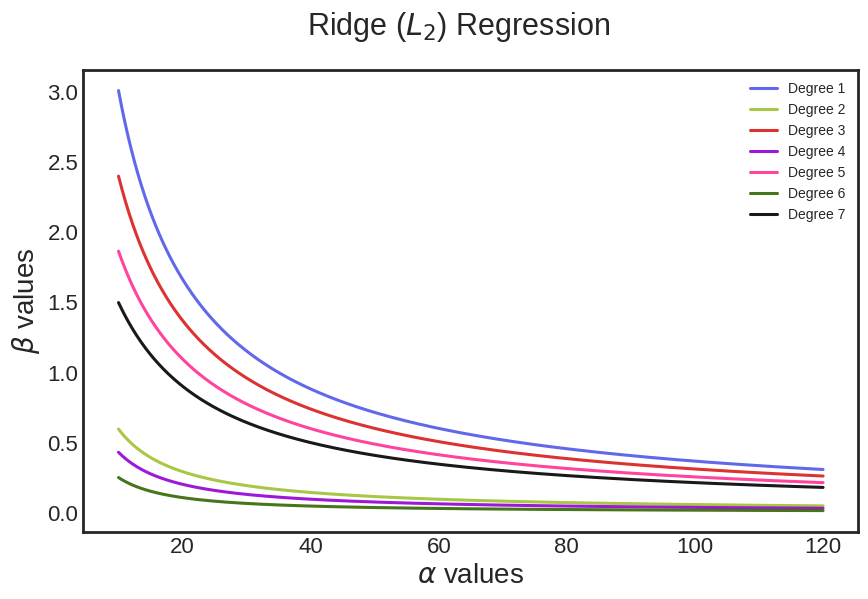 Ridge (L₂) Regression
3.0
2.5
2.0
1.5
1.0
0.5
0.0
β values
20 40 60 80 100 120
α values
Degree 1
Degree 2
Degree 3
Degree 4
Degree 5
Degree 6
Degree 7